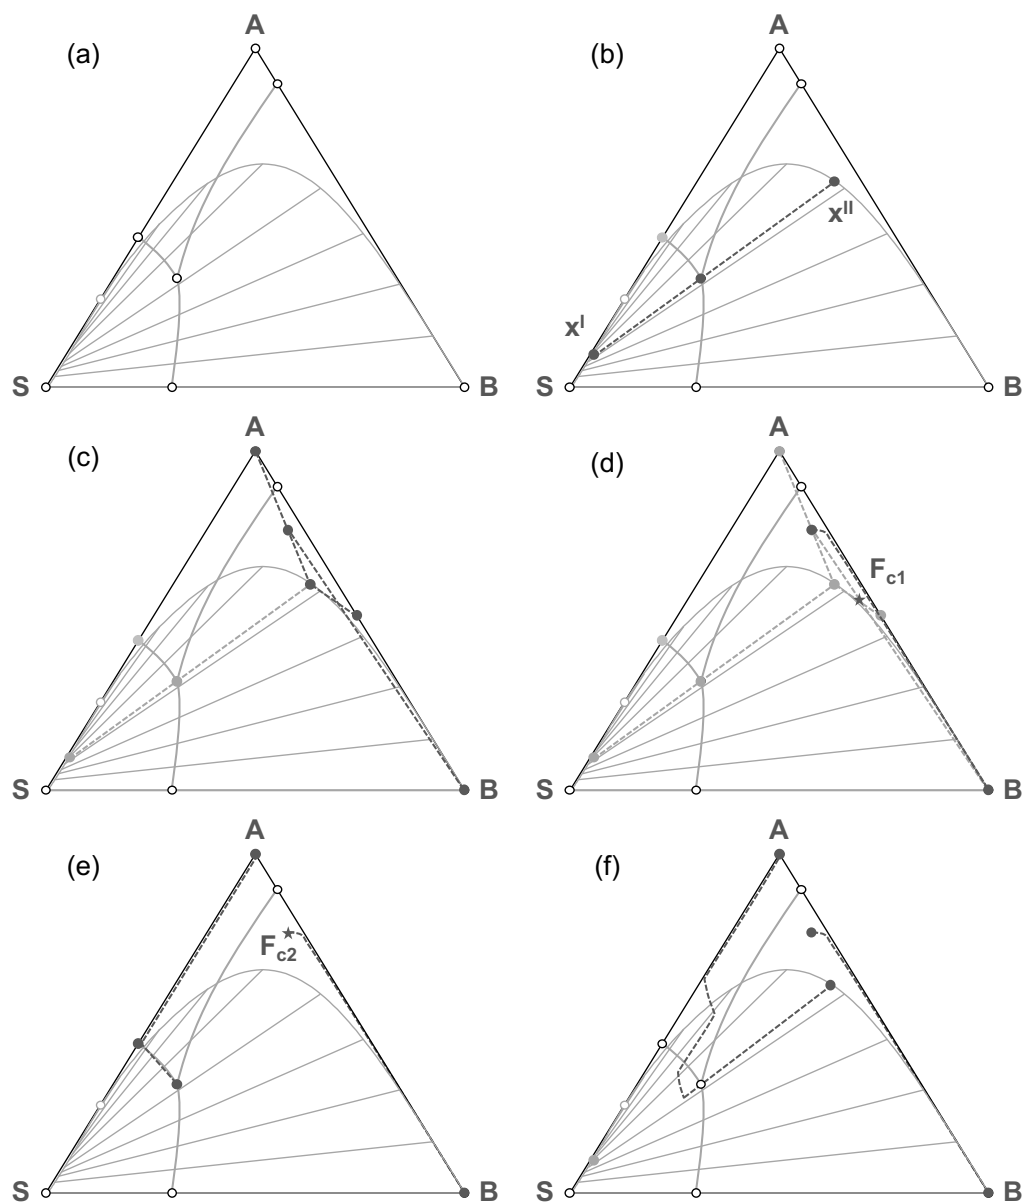 A A
(a) (b)
x^II
x^I
S B S B
A A
(c) (d)
F_c1
S B S B
A A
(e) (f)
F_c2
S B S B